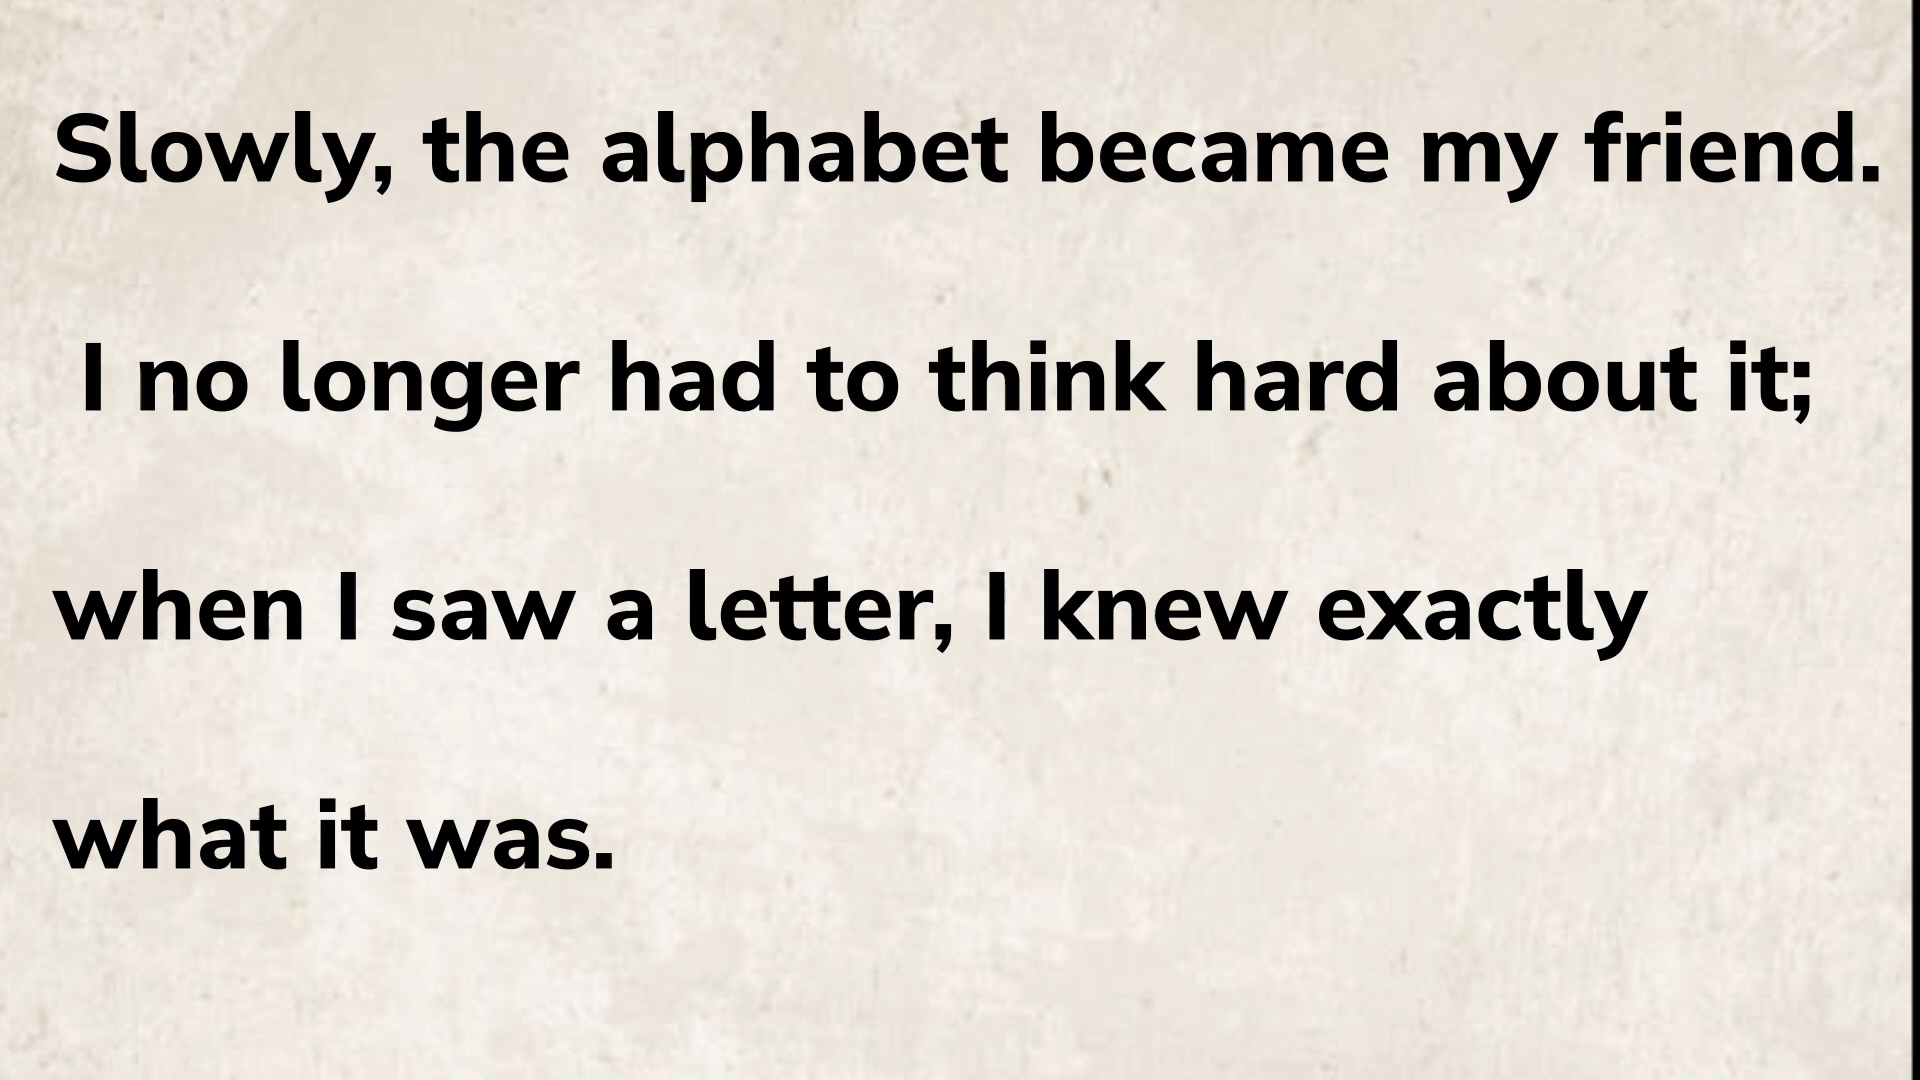 Slowly, the alphabet became my friend.
I no longer had to think hard about it;
when I saw a letter, I knew exactly
what it was.